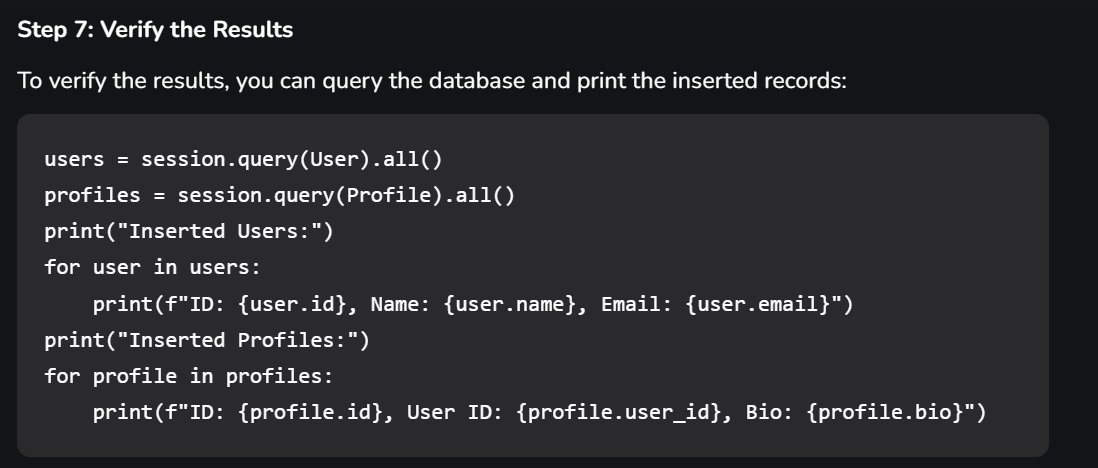 Step 7: Verify the Results
To verify the results, you can query the database and print the inserted records:
users = session.query(User).all()
profiles = session.query(Profile).all()
print("Inserted Users:")
for user in users:
    print(f"ID: {user.id}, Name: {user.name}, Email: {user.email}")
print("Inserted Profiles:")
for profile in profiles:
    print(f"ID: {profile.id}, User ID: {profile.user_id}, Bio: {profile.bio}")